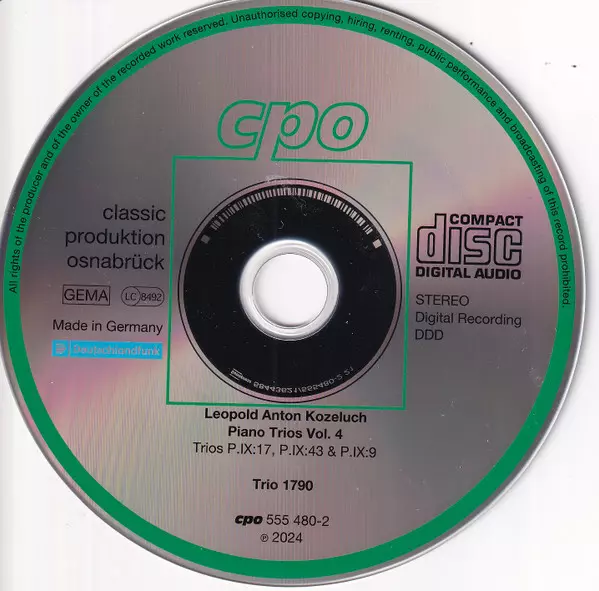 All rights of the producer and of the owner of the recorded work reserved. Unauthorised copying, hiring, renting, public performance and broadcasting of this record prohibited.
cpo
classic
produktion
osnabrück
GEMA LC 8492
Made in Germany
Deutschlandfunk
COMPACT
disc
DIGITAL AUDIO
STEREO
Digital Recording
DDD
Leopold Anton Kozeluch
Piano Trios Vol. 4
Trios P.IX:17, P.IX:43 & P.IX:9
Trio 1790
cpo 555 480-2
℗ 2024